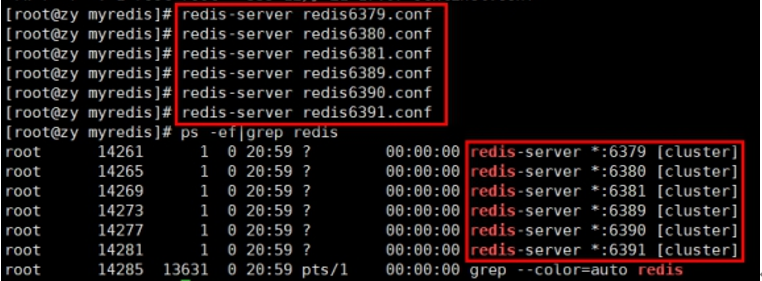 [root@zy myredis]# redis-server redis6379.conf
[root@zy myredis]# redis-server redis6380.conf
[root@zy myredis]# redis-server redis6381.conf
[root@zy myredis]# redis-server redis6389.conf
[root@zy myredis]# redis-server redis6390.conf
[root@zy myredis]# redis-server redis6391.conf
[root@zy myredis]# ps -ef|grep redis
root 14261 1 0 20:59 ? 00:00:00 redis-server *:6379 [cluster]
root 14265 1 0 20:59 ? 00:00:00 redis-server *:6380 [cluster]
root 14269 1 0 20:59 ? 00:00:00 redis-server *:6381 [cluster]
root 14273 1 0 20:59 ? 00:00:00 redis-server *:6389 [cluster]
root 14277 1 0 20:59 ? 00:00:00 redis-server *:6390 [cluster]
root 14281 1 0 20:59 ? 00:00:00 redis-server *:6391 [cluster]
root 14285 13631 0 20:59 pts/1 00:00:00 grep --color=auto redis